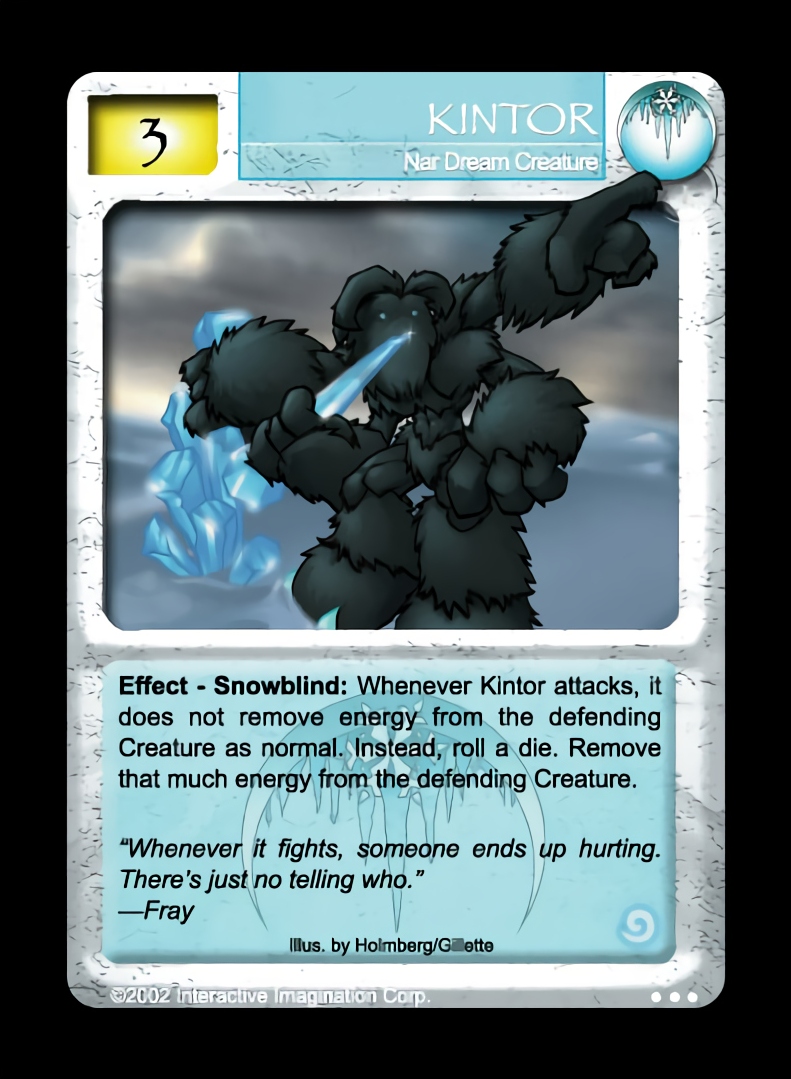 3
KINTOR
Nar Dream Creature
Effect - Snowblind: Whenever Kintor attacks, it
does not remove energy from the defending
Creature as normal. Instead, roll a die. Remove
that much energy from the defending Creature.
"Whenever it fights, someone ends up hurting.
There's just no telling who."
—Fray
Illus. by Holmberg/Gillette
©2002 Interactive Imagination Corp.